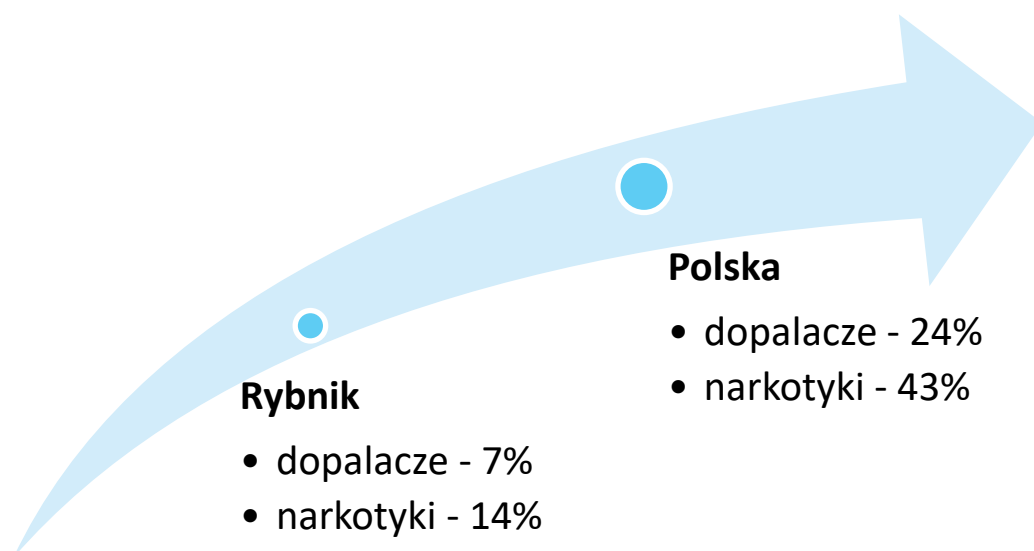 Polska
• dopalacze - 24%
• narkotyki - 43%
Rybnik
• dopalacze - 7%
• narkotyki - 14%